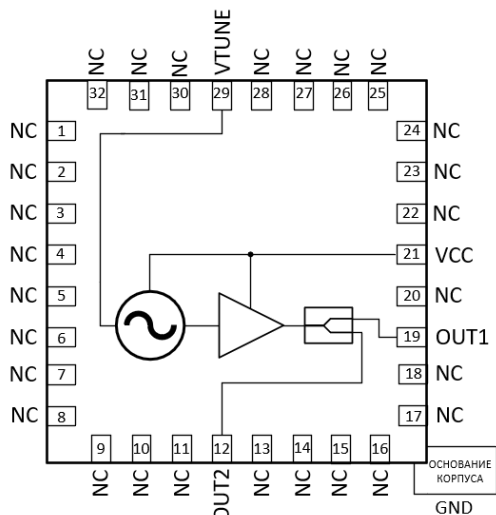 NC NC NC VTUNE NC NC NC NC
32 31 30 29 28 27 26 25
NC 1 24 NC
NC 2 23 NC
NC 3 22 NC
NC 4 21 VCC
NC 5 20 NC
NC 6 19 OUT1
NC 7 18 NC
NC 8 17 NC
9 10 11 12 13 14 15 16
NC NC NC OUT2 NC NC NC NC
ОСНОВАНИЕ
КОРПУСА
GND